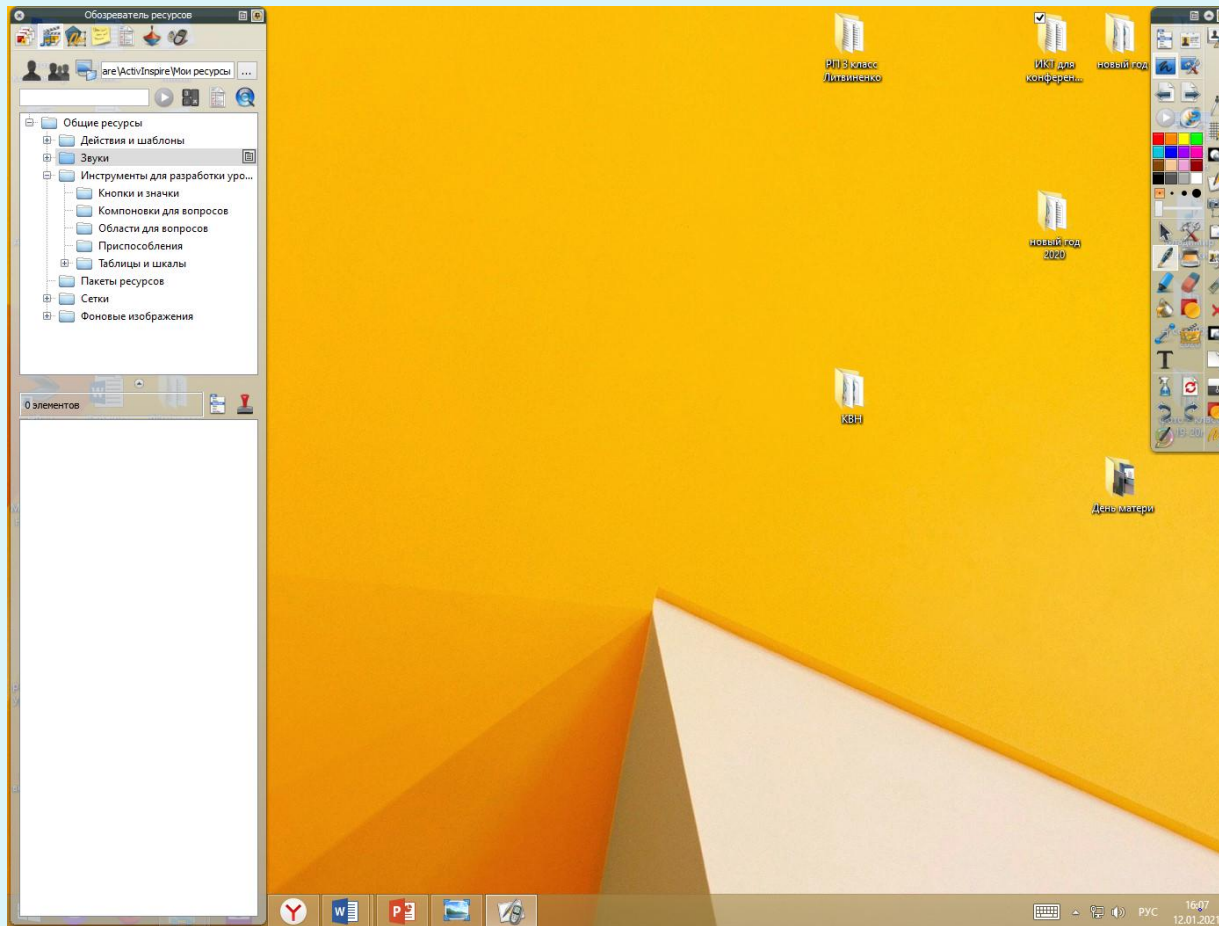 Обозреватель ресурсов
are\ActivInspire\Мои ресурсы
...
Общие ресурсы
Действия и шаблоны
Звуки
Инструменты для разработки уро...
Кнопки и значки
Компоновки для вопросов
Области для вопросов
Приспособления
Таблицы и шкалы
Пакеты ресурсов
Сетки
Фоновые изображения
0 элементов
РП 3 класс
Литвиненко
ИКТ для
конферен...
новый год
новый год
2020
КВН
День матери
T
РУС
16:07
12.01.2021